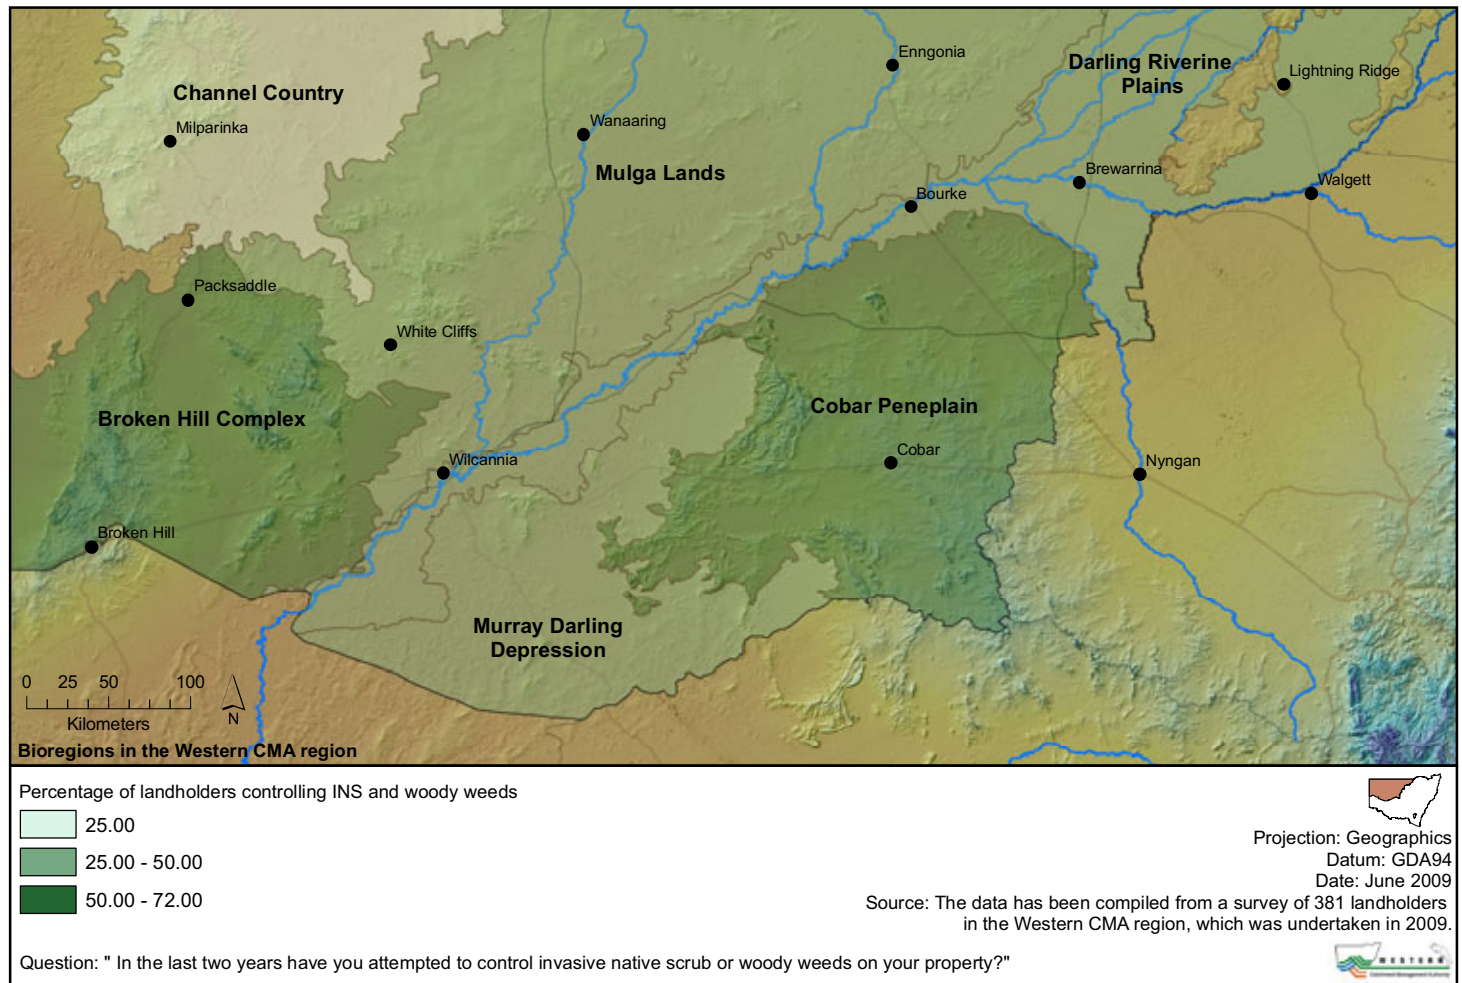 Enngonia
Darling Riverine
Plains
Lightning Ridge
Channel Country
Milparinka
Wanaaring
Mulga Lands
Brewarrina
Walgett
Bourke
Packsaddle
White Cliffs
Broken Hill Complex
Cobar Peneplain
Cobar
Wilcannia
Nyngan
Broken Hill
Murray Darling
Depression
0 25 50 100
Kilometers
N
Bioregions in the Western CMA region
Percentage of landholders controlling INS and woody weeds
25.00
25.00 - 50.00
50.00 - 72.00
Projection: Geographics
Datum: GDA94
Date: June 2009
Source: The data has been compiled from a survey of 381 landholders
in the Western CMA region, which was undertaken in 2009.
Question: " In the last two years have you attempted to control invasive native scrub or woody weeds on your property?"
WESTERN